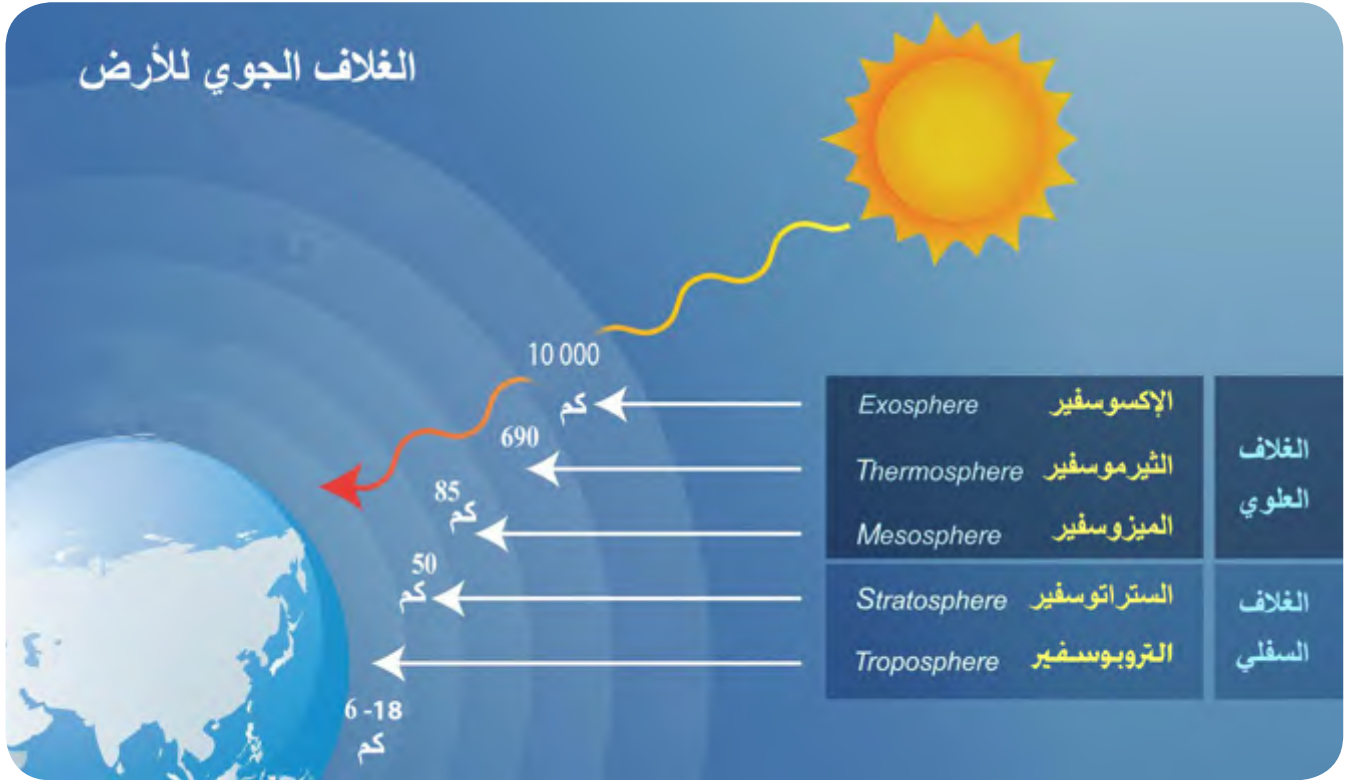 الغلاف الجوي للأرض
10 000
كم
690
85
كم
50
كم
6 -18
كم
الغلاف
العلوي
الإكسوسفير Exosphere
الثيرموسفير Thermosphere
الميزوسفير Mesosphere
الغلاف
السفلي
الستراتوسفير Stratosphere
التروبوسفير Troposphere